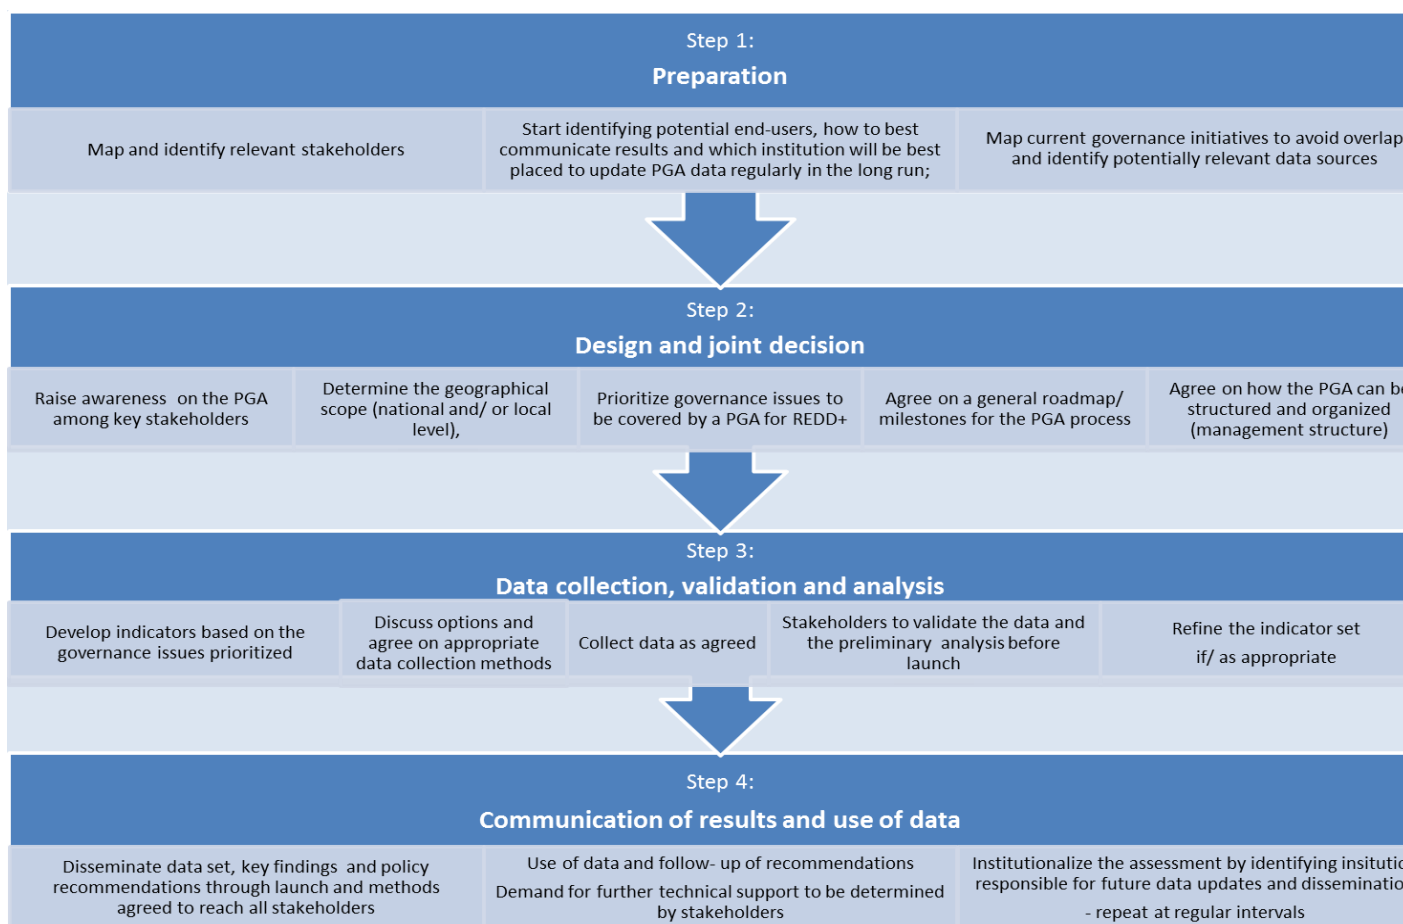 Step 1:
Preparation
Map and identify relevant stakeholders
Start identifying potential end-users, how to best
communicate results and which institution will be best
placed to update PGA data regularly in the long run;
Map current governance initiatives to avoid overlap
and identify potentially relevant data sources
Step 2:
Design and joint decision
Raise awareness on the PGA
among key stakeholders
Determine the geographical
scope (national and/ or local
level),
Prioritize governance issues to
be covered by a PGA for REDD+
Agree on a general roadmap/
milestones for the PGA process
Agree on how the PGA can be
structured and organized
(management structure)
Step 3:
Data collection, validation and analysis
Develop indicators based on the
governance issues prioritized
Discuss options and
agree on appropriate
data collection methods
Collect data as agreed
Stakeholders to validate the data and
the preliminary analysis before
launch
Refine the indicator set
if/ as appropriate
Step 4:
Communication of results and use of data
Disseminate data set, key findings and policy
recommendations through launch and methods
agreed to reach all stakeholders
Use of data and follow- up of recommendations
Demand for further technical support to be determined
by stakeholders
Institutionalize the assessment by identifying
responsible for future data updates and
- repeat at regular intervals